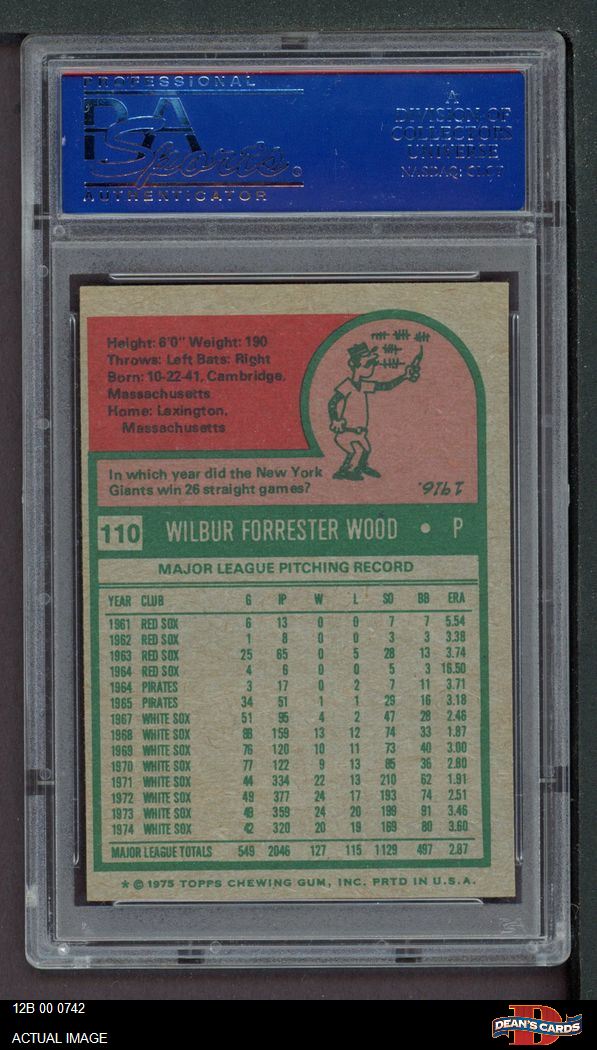 PROFESSIONAL
PSA
Sports
AUTHENTICATOR
A
DIVISION OF
COLLECTORS
UNIVERSE
NASDAQ: CLCT
Height: 6'0" Weight: 190
Throws: Left Bats: Right
Born: 10-22-41, Cambridge,
Massachusetts
Home: Lexington,
Massachusetts
In which year did the New York
Giants win 26 straight games?
1916.
110 WILBUR FORRESTER WOOD • P
MAJOR LEAGUE PITCHING RECORD
YEAR CLUB G IP W L SO BB ERA
1961 RED SOX 6 13 0 0 7 7 5.54
1962 RED SOX 1 8 0 0 3 3 3.38
1963 RED SOX 25 65 0 5 28 13 3.74
1964 RED SOX 4 6 0 0 5 3 16.50
1964 PIRATES 3 17 0 2 7 11 3.71
1965 PIRATES 34 51 1 1 29 16 3.18
1967 WHITE SOX 51 95 4 2 47 28 2.46
1968 WHITE SOX 88 159 13 12 74 33 1.87
1969 WHITE SOX 76 120 10 11 73 40 3.00
1970 WHITE SOX 77 122 9 13 85 36 2.80
1971 WHITE SOX 44 334 22 13 210 62 1.91
1972 WHITE SOX 49 377 24 17 193 74 2.51
1973 WHITE SOX 49 359 24 20 199 91 3.46
1974 WHITE SOX 42 320 20 19 169 80 3.60
MAJOR LEAGUE TOTALS 549 2046 127 115 1129 497 2.87
* © 1975 TOPPS CHEWING GUM, INC. PRTD IN U.S.A.
12B 00 0742
ACTUAL IMAGE
D
DEAN'S CARDS